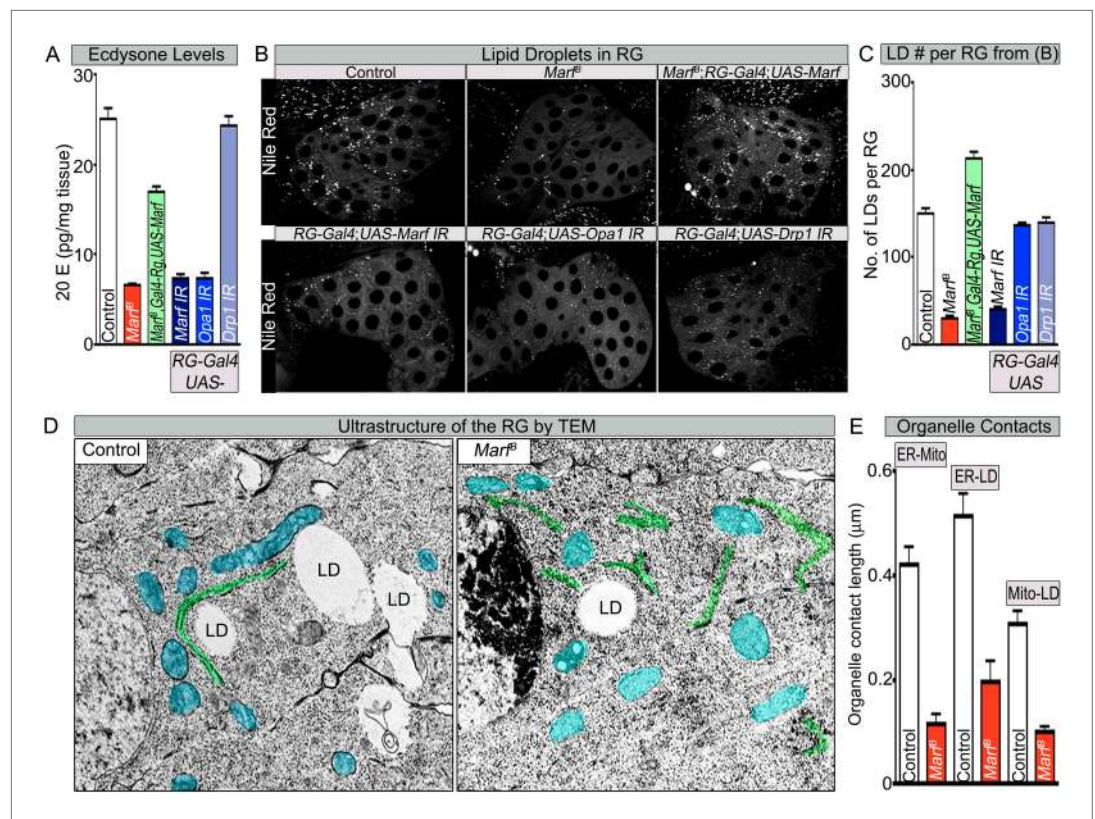 A
Ecdysone Levels
20 E (pg/mg tissue)
30
20
10
0
Control
Marfᴮ
Marfᴮ,Gal4-Rg,UAS-Marf
Marf IR
Opa1 IR
Drp1 IR
RG-Gal4
UAS-
B
Lipid Droplets in RG
Control
Marfᴮ
Marfᴮ;RG-Gal4;UAS-Marf
Nile Red
RG-Gal4;UAS-Marf IR
RG-Gal4;UAS-Opa1 IR
RG-Gal4;UAS-Drp1 IR
Nile Red
C
LD # per RG from (B)
No. of LDs per RG
300
200
100
0
Control
Marfᴮ
Marfᴮ,Gal4-Rg,UAS-Marf
Marf IR
Opa1 IR
Drp1 IR
RG-Gal4
UAS
D
Ultrastructure of the RG by TEM
Control
LD
LD
LD
Marfᴮ
LD
E
Organelle Contacts
Organelle contact length (µm)
0.6
0.4
0.2
0
ER-Mito
ER-LD
Mito-LD
Control
Marfᴮ
Control
Marfᴮ
Control
Marfᴮ